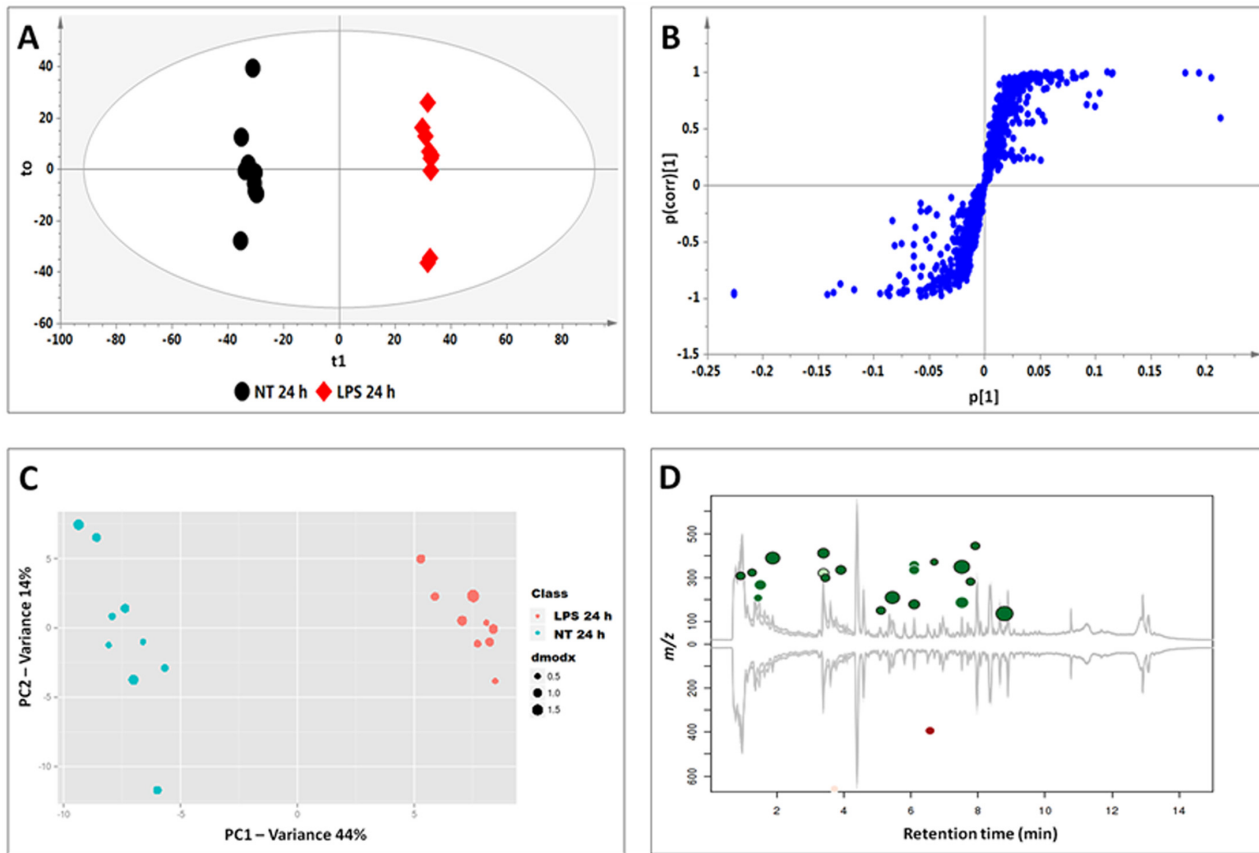 A
40
20
0
-20
-40
-60
to
-100 -80 -60 -40 -20 0 20 40 60 80
t1
NT 24 h LPS 24 h
B
1
0.5
0
-0.5
-1
-1.5
p(corr)[1]
-0.25 -0.2 -0.15 -0.1 -0.05 0 0.05 0.1 0.15 0.2
p[1]
C
5
0
-5
-10
PC2 – Variance 14%
-10 -5 0 5
PC1 – Variance 44%
Class
LPS 24 h
NT 24 h
dmodx
0.5
1.0
1.5
D
500
300
100
0
200
400
600
m/z
2 4 6 8 10 12 14
Retention time (min)